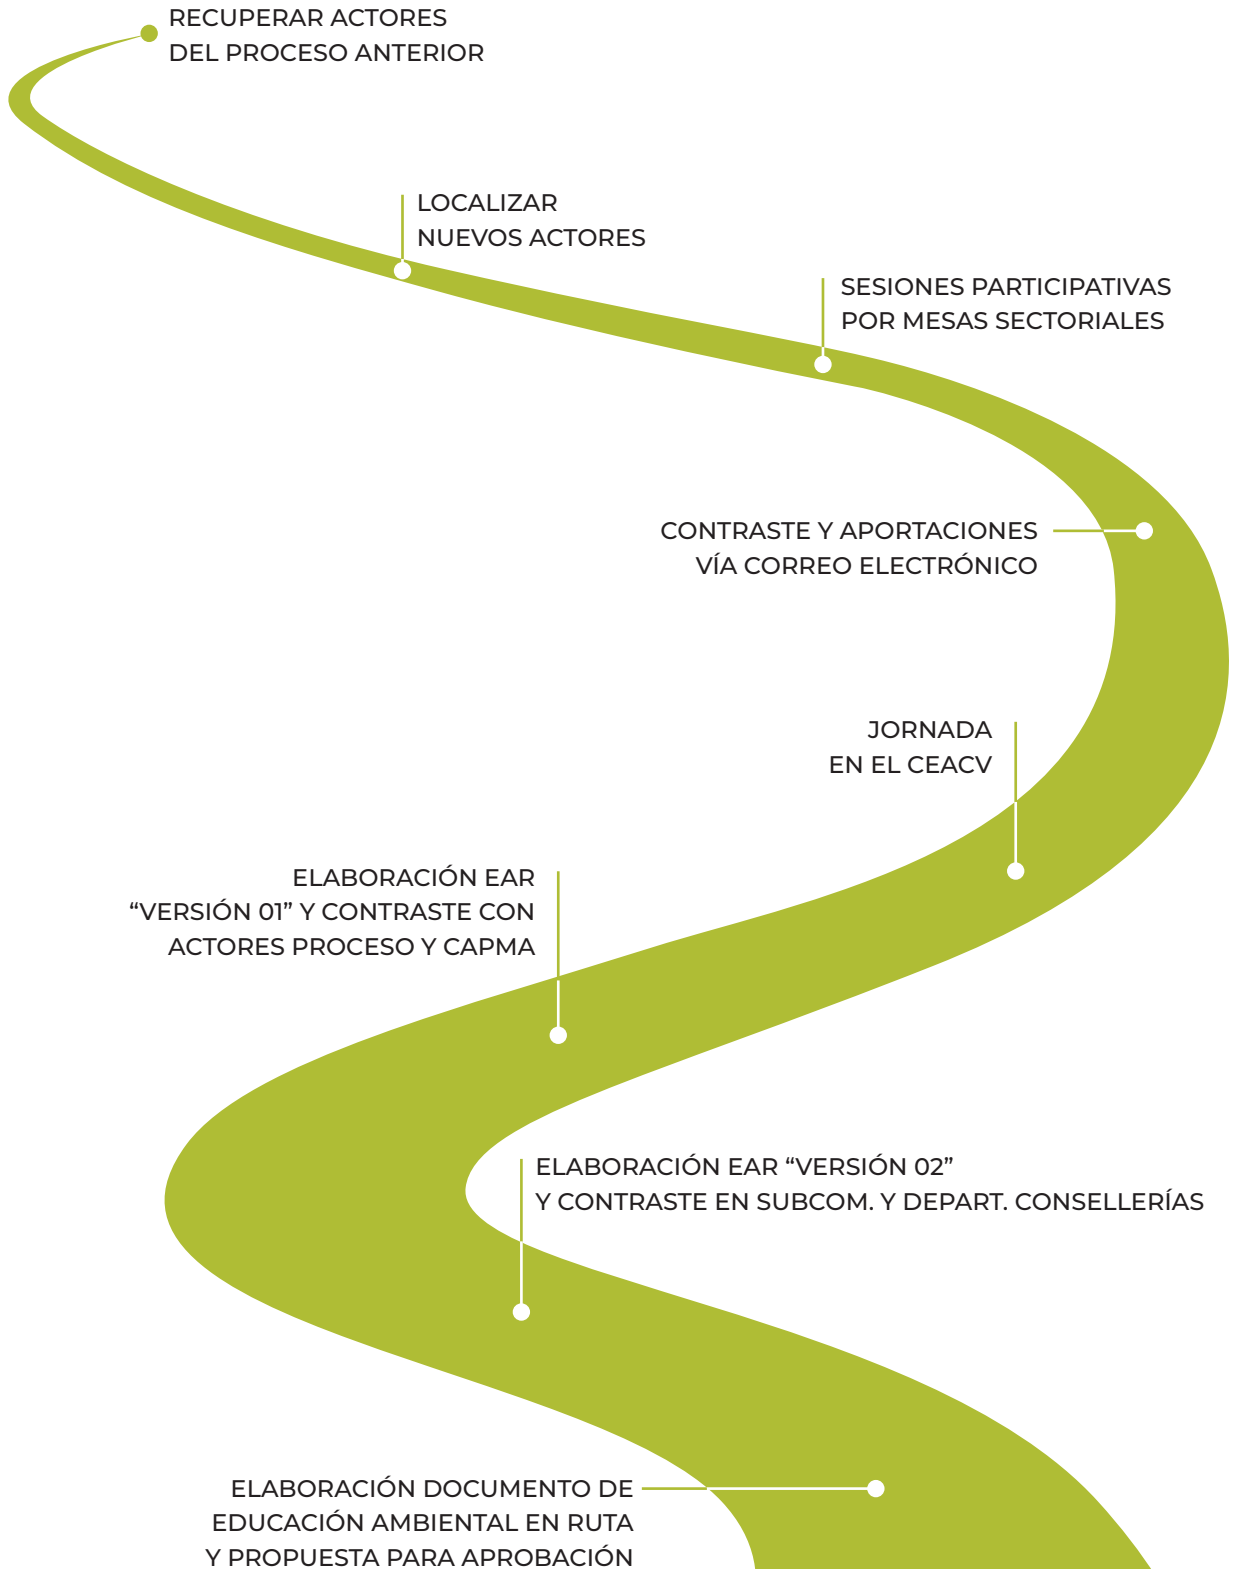 RECUPERAR ACTORES
DEL PROCESO ANTERIOR
LOCALIZAR
NUEVOS ACTORES
SESIONES PARTICIPATIVAS
POR MESAS SECTORIALES
CONTRASTE Y APORTACIONES
VÍA CORREO ELECTRÓNICO
JORNADA
EN EL CEACV
ELABORACIÓN EAR
“VERSIÓN 01” Y CONTRASTE CON
ACTORES PROCESO Y CAPMA
ELABORACIÓN EAR “VERSIÓN 02”
Y CONTRASTE EN SUBCOM. Y DEPART. CONSELLERÍAS
ELABORACIÓN DOCUMENTO DE
EDUCACIÓN AMBIENTAL EN RUTA
Y PROPUESTA PARA APROBACIÓN